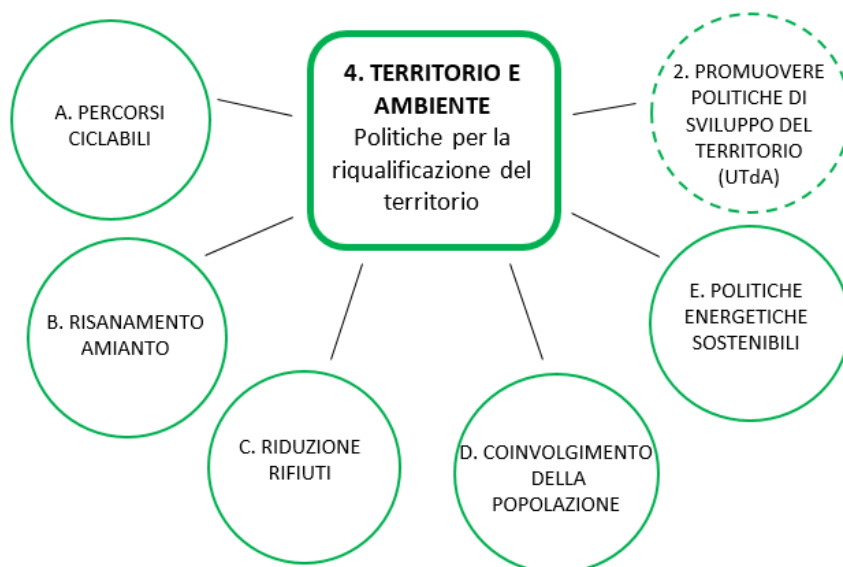 4. TERRITORIO E
AMBIENTE
Politiche per la
riqualificazione del
territorio
A. PERCORSI
CICLABILI
B. RISANAMENTO
AMIANTO
C. RIDUZIONE
RIFIUTI
D. COINVOLGIMENTO
DELLA
POPOLAZIONE
E. POLITICHE
ENERGETICHE
SOSTENIBILI
2. PROMUOVERE
POLITICHE DI
SVILUPPO DEL
TERRITORIO
(UTdA)